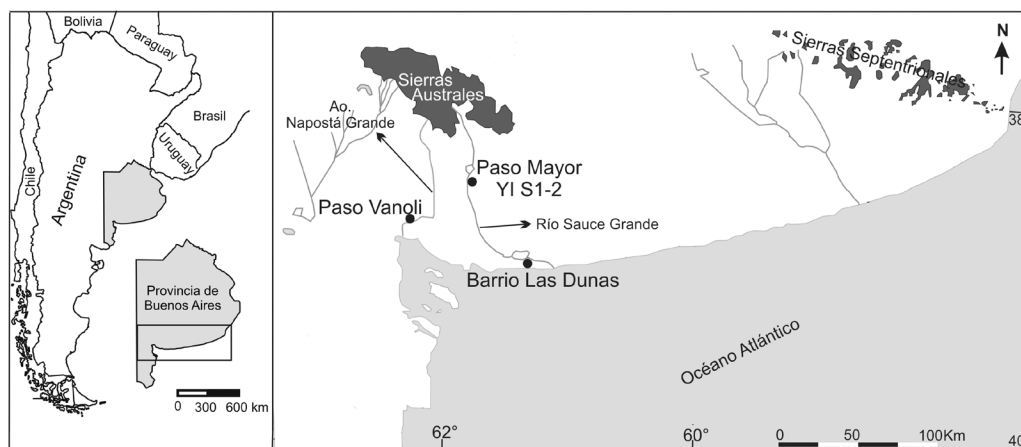 Bolivia
Paraguay
Brasil
Uruguay
Chile
Argentina
Provincia de
Buenos Aires
0 300 600 km
N
Sierras
Australes
Sierras Septentrionales
38
Ao.
Napostá Grande
Paso Mayor
YI S1-2
Paso Vanoli
Río Sauce Grande
Barrio Las Dunas
Océano Atlántico
62°
60°
0 50 100Km
40